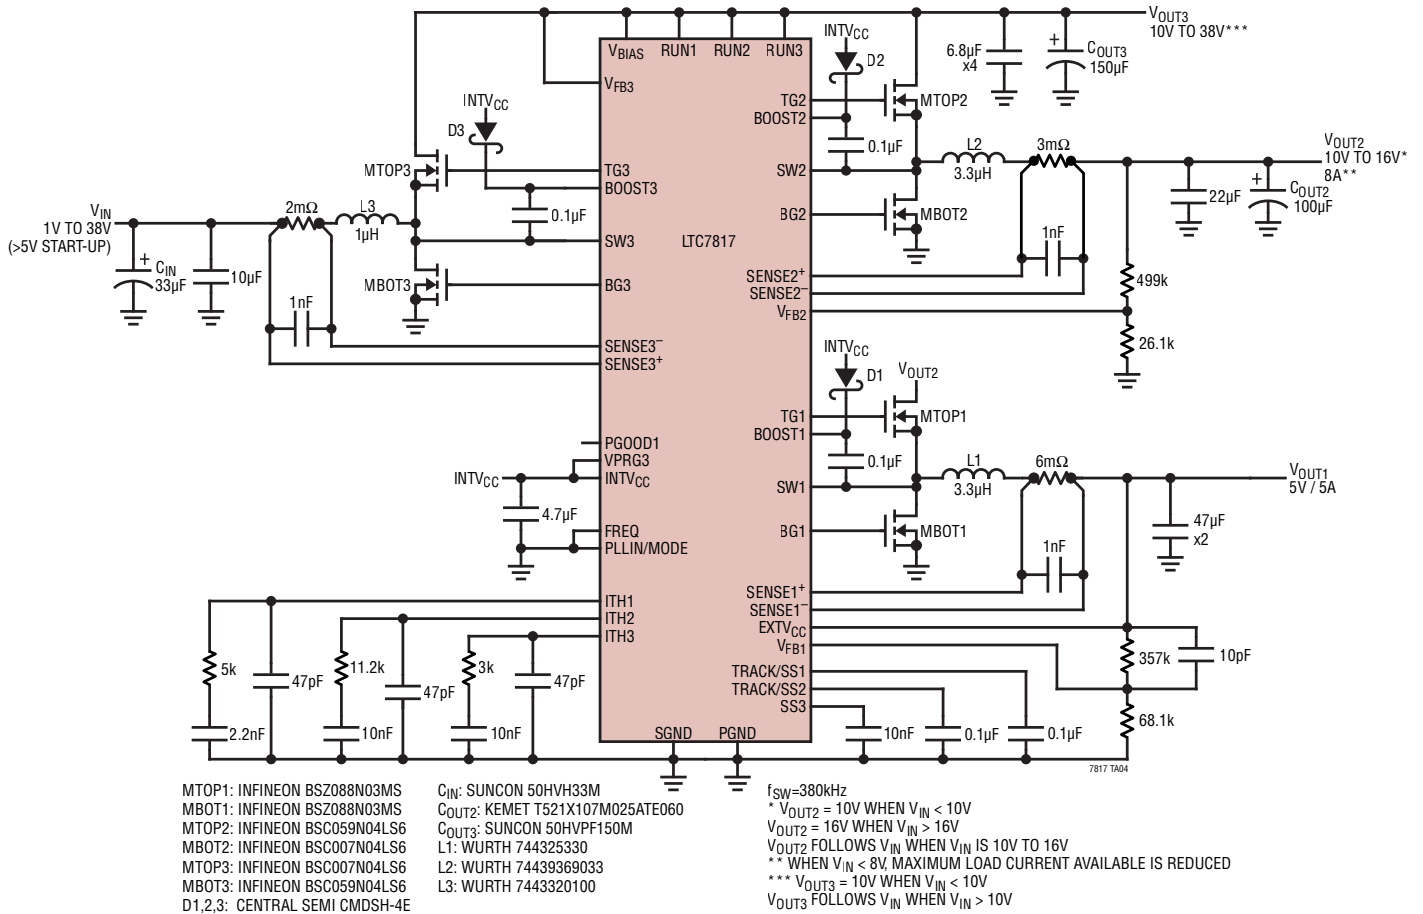 VOUT3
10V TO 38V***
INTVCC
D2
6.8µF
x4
+
COUT3
150µF
VBIAS
RUN1
RUN2
RUN3
VFB3
TG2
BOOST2
MTOP2
0.1µF
INTVCC
D3
MTOP3
TG3
BOOST3
0.1µF
SW2
L2
3.3µH
3mΩ
VOUT2
10V TO 16V*
8A**
22µF
+
COUT2
100µF
VIN
1V TO 38V
(>5V START-UP)
2mΩ
L3
1µH
SW3
LTC7817
BG2
MBOT2
1nF
+
CIN
33µF
10µF
MBOT3
BG3
1nF
SENSE2+
SENSE2–
VFB2
499k
26.1k
SENSE3–
SENSE3+
INTVCC
D1
VOUT2
TG1
BOOST1
MTOP1
0.1µF
PGOOD1
VPRG3
INTVCC
INTVCC
4.7µF
FREQ
PLLIN/MODE
SW1
L1
3.3µH
6mΩ
VOUT1
5V / 5A
BG1
MBOT1
1nF
47µF
x2
ITH1
ITH2
ITH3
SENSE1+
SENSE1–
EXTVCC
VFB1
357k
10pF
5k
47pF
11.2k
47pF
3k
47pF
TRACK/SS1
TRACK/SS2
SS3
68.1k
2.2nF
10nF
10nF
SGND
PGND
10nF
0.1µF
0.1µF
7817 TA04
MTOP1: INFINEON BSZ088N03MS
MBOT1: INFINEON BSZ088N03MS
MTOP2: INFINEON BSC059N04LS6
MBOT2: INFINEON BSC007N04LS6
MTOP3: INFINEON BSC007N04LS6
MBOT3: INFINEON BSC059N04LS6
D1,2,3: CENTRAL SEMI CMDSH-4E
CIN: SUNCON 50HVH33M
COUT2: KEMET T521X107M025ATE060
COUT3: SUNCON 50HVPF150M
L1: WURTH 744325330
L2: WURTH 74439369033
L3: WURTH 7443320100
fSW=380kHz
* VOUT2 = 10V WHEN VIN < 10V
VOUT2 = 16V WHEN VIN > 16V
VOUT2 FOLLOWS VIN WHEN VIN IS 10V TO 16V
** WHEN VIN < 8V, MAXIMUM LOAD CURRENT AVAILABLE IS REDUCED
*** VOUT3 = 10V WHEN VIN < 10V
VOUT3 FOLLOWS VIN WHEN VIN > 10V